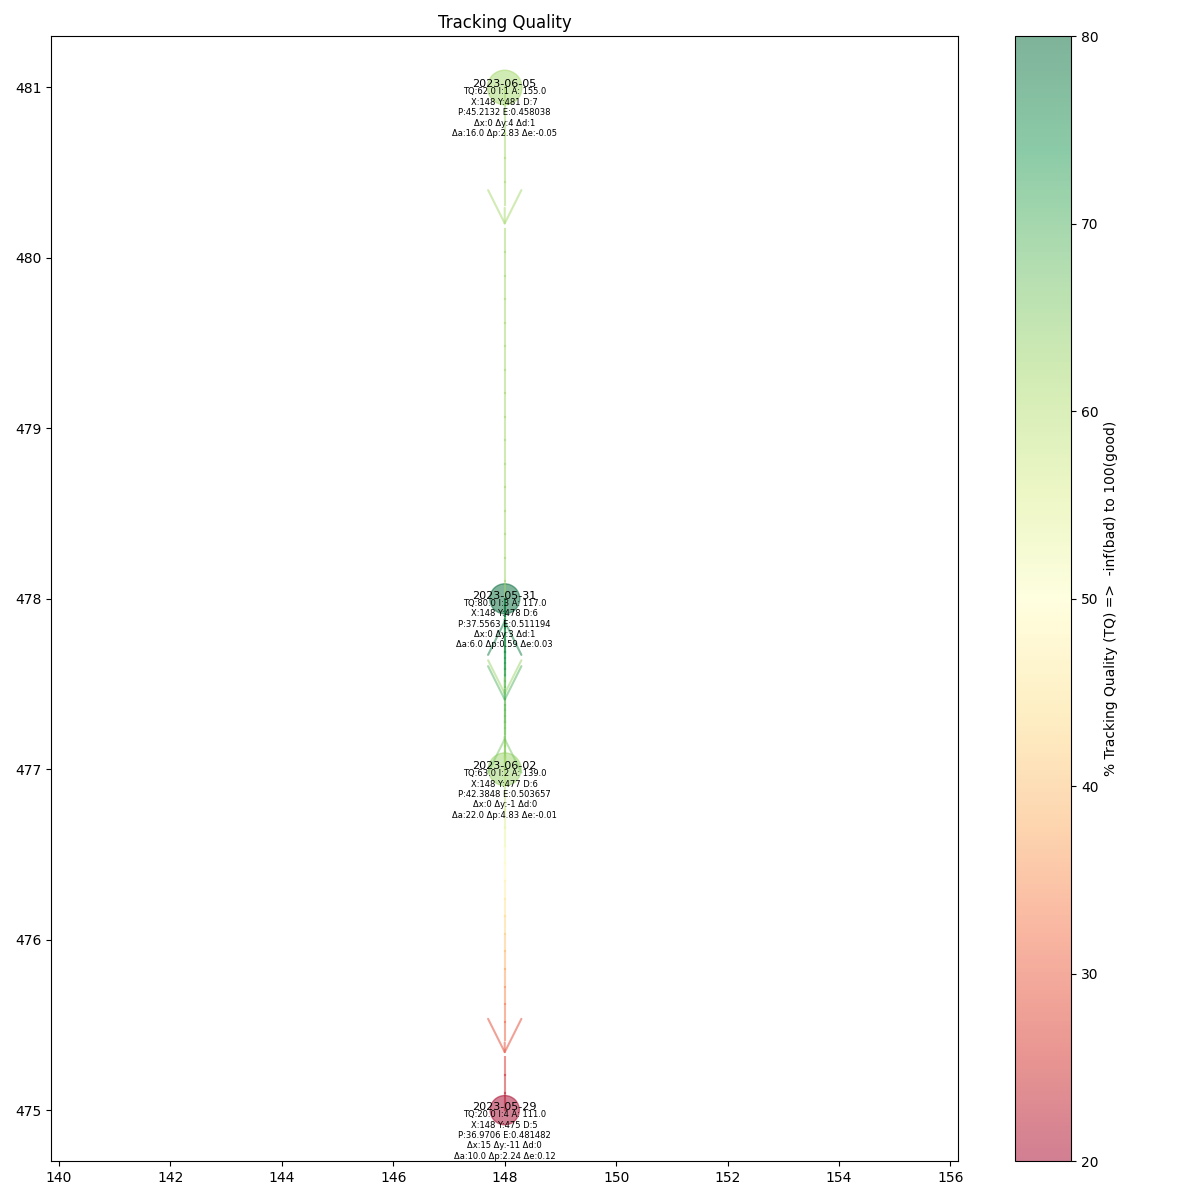 Tracking Quality
2023-06-05
TQ:62.0 I:1 A: 155.0
X:148 Y:481 D:7
P:45.2132 E:0.458038
Δx:0 Δy:4 Δd:1
Δa:16.0 Δp:2.83 Δe:-0.05
2023-05-31
TQ:80.0 I:3 A: 117.0
X:148 Y:478 D:6
P:37.5563 E:0.511194
Δx:0 Δy:3 Δd:1
Δa:6.0 Δp:0.59 Δe:0.03
2023-06-02
TQ:63.0 I:2 A: 139.0
X:148 Y:477 D:6
P:42.3848 E:0.503657
Δx:0 Δy:-1 Δd:0
Δa:22.0 Δp:4.83 Δe:-0.01
2023-05-29
TQ:20.0 I:4 A: 111.0
X:148 Y:475 D:5
P:36.9706 E:0.481482
Δx:15 Δy:-11 Δd:0
Δa:10.0 Δp:2.24 Δe:0.12
481
480
479
478
477
476
475
140
142
144
146
148
150
152
154
156
80
70
60
50
40
30
20
% Tracking Quality (TQ) => -inf(bad) to 100(good)